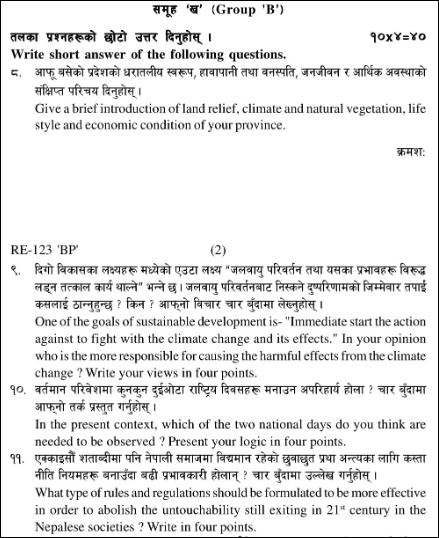 समूह ‘ख’ (Group 'B')
तलका प्रश्नहरूको छोटो उत्तर दिनुहोस् । १०x४=४०
Write short answer of the following questions.
८. आफू बसेको प्रदेशको धरातलीय स्वरूप, हावापानी तथा वनस्पति, जनजीवन र आर्थिक अवस्थाको
संक्षिप्त परिचय दिनुहोस् ।
Give a brief introduction of land relief, climate and natural vegetation, life
style and economic condition of your province.
क्रमशः
RE-123 'BP' (2)
९. दिगो विकासका लक्ष्यहरू मध्येको एउटा लक्ष्य "जलवायु परिवर्तन तथा यसका प्रभावहरू विरूद्ध
लड्न तत्काल कार्य थाल्ने" भन्ने छ । जलवायु परिवर्तनबाट निस्कने दुष्परिणामको जिम्मेवार तपाईं
कसलाई ठान्नुहुन्छ ? किन ? आफ्नो विचार चार बुँदामा लेख्नुहोस् ।
One of the goals of sustainable development is- "Immediate start the action
against to fight with the climate change and its effects." In your opinion
who is the more responsible for causing the harmful effects from the climate
change ? Write your views in four points.
१०. वर्तमान परिवेशमा कुनकुन दुईओटा राष्ट्रिय दिवसहरू मनाउन अपरिहार्य होला ? चार बुँदामा
आफ्नो तर्क प्रस्तुत गर्नुहोस् ।
In the present context, which of the two national days do you think are
needed to be observed ? Present your logic in four points.
११. एक्काइसौँ शताब्दीमा पनि नेपाली समाजमा विद्यमान रहेको छुवाछुत प्रथा अन्त्यका लागि कस्ता
नीति नियमहरू बनाउँदा बढी प्रभावकारी होलान् ? चार बुँदामा उल्लेख गर्नुहोस् ।
What type of rules and regulations should be formulated to be more effective
in order to abolish the untouchability still exiting in 21st century in the
Nepalese societies ? Write in four points.